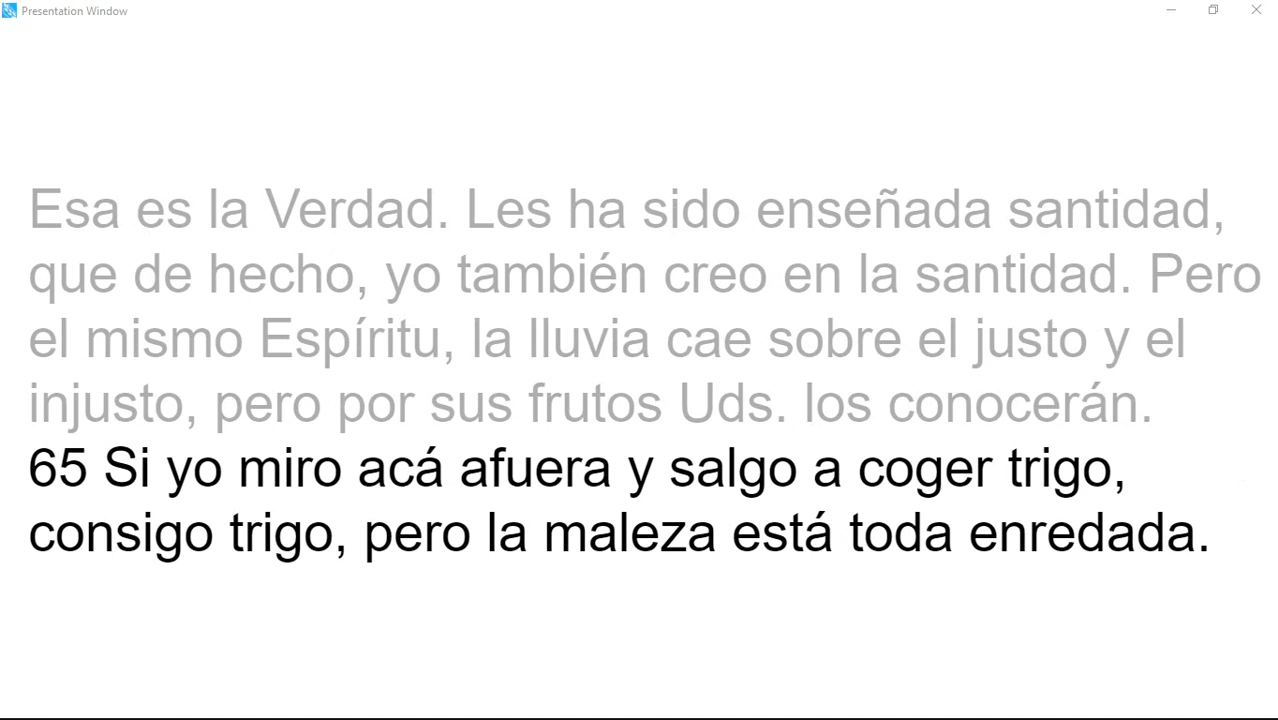 Presentation Window
Esa es la Verdad. Les ha sido enseñada santidad,
que de hecho, yo también creo en la santidad. Pero
el mismo Espíritu, la lluvia cae sobre el justo y el
injusto, pero por sus frutos Uds. los conocerán.
65 Si yo miro acá afuera y salgo a coger trigo,
consigo trigo, pero la maleza está toda enredada.